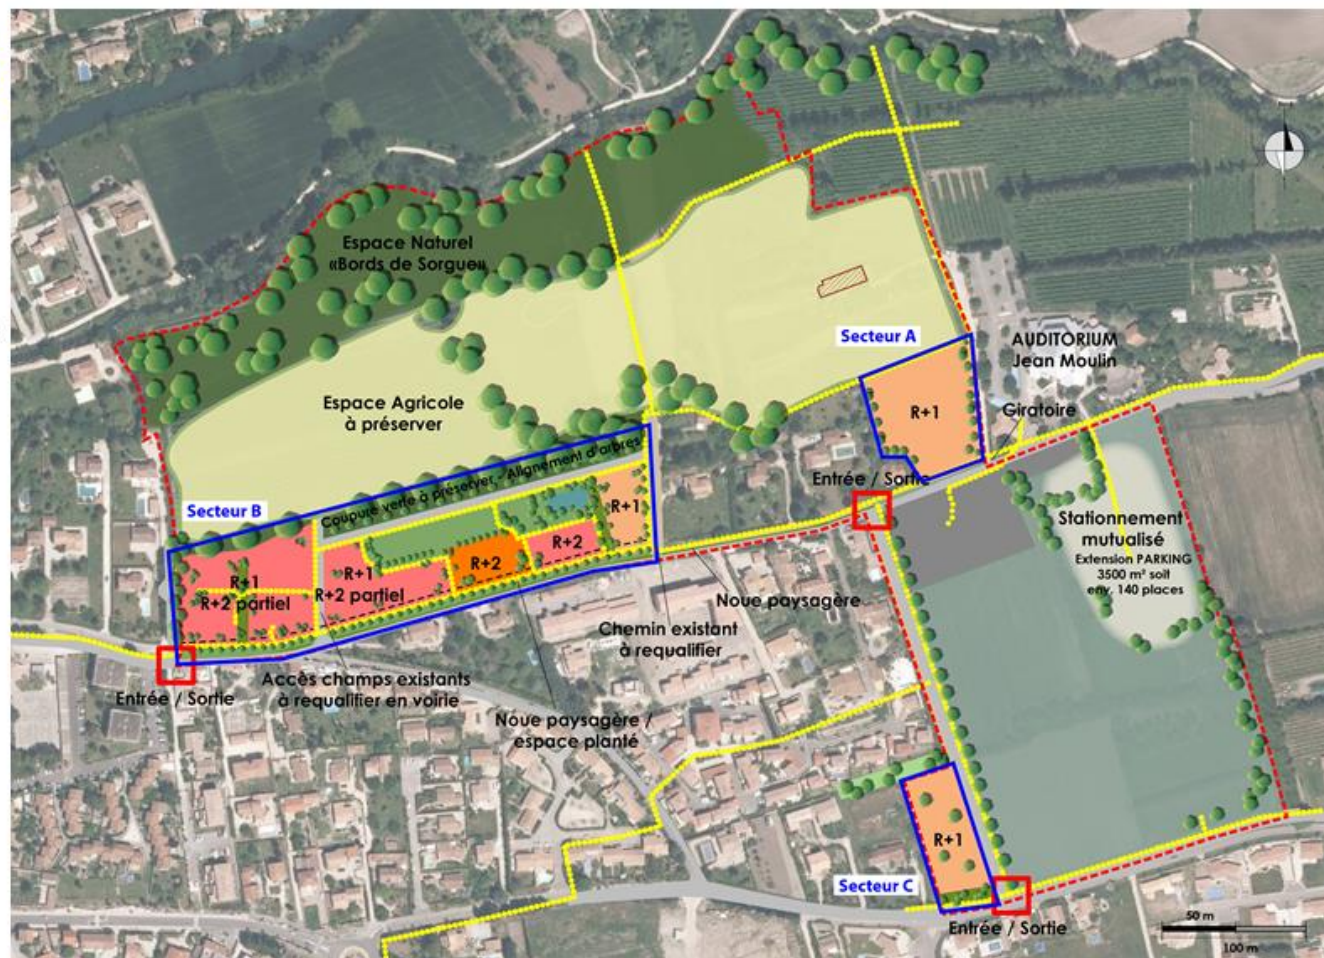 Espace Naturel
«Bords de Sorgue»
Secteur A
AUDITORIUM
Jean Moulin
Espace Agricole
à préserver
R+1
Giratoire
Coupure verte à préserver - Alignement d'arbres
Entrée / Sortie
Secteur B
R+1
Stationnement
mutualisé
Extension PARKING
3500 m² soit
env. 140 places
R+2
R+2
R+1
R+2 partiel
R+1
R+2 partiel
Noue paysagère
Chemin existant
à requalifier
Entrée / Sortie
Accès champs existants
à requalifier en voirie
Noue paysagère /
espace planté
R+1
Secteur C
Entrée / Sortie
50 m
100 m